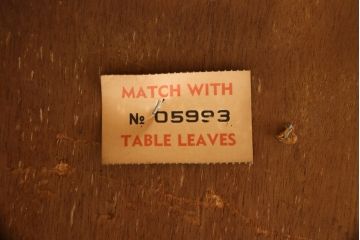 MATCH WITH
№ 05993
TABLE LEAVES